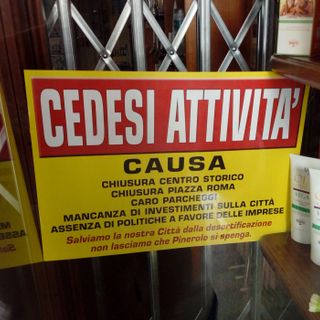 CEDESI ATTIVITA'
CAUSA
CHIUSURA CENTRO STORICO
CHIUSURA PIAZZA ROMA
CARO PARCHEGGI
MANCANZA DI INVESTIMENTI SULLA CITTÀ
ASSENZA DI POLITICHE A FAVORE DELLE IMPRESE
Salviamo la nostra Città dalla desertificazione
non lasciamo che Pinerolo si spenga.